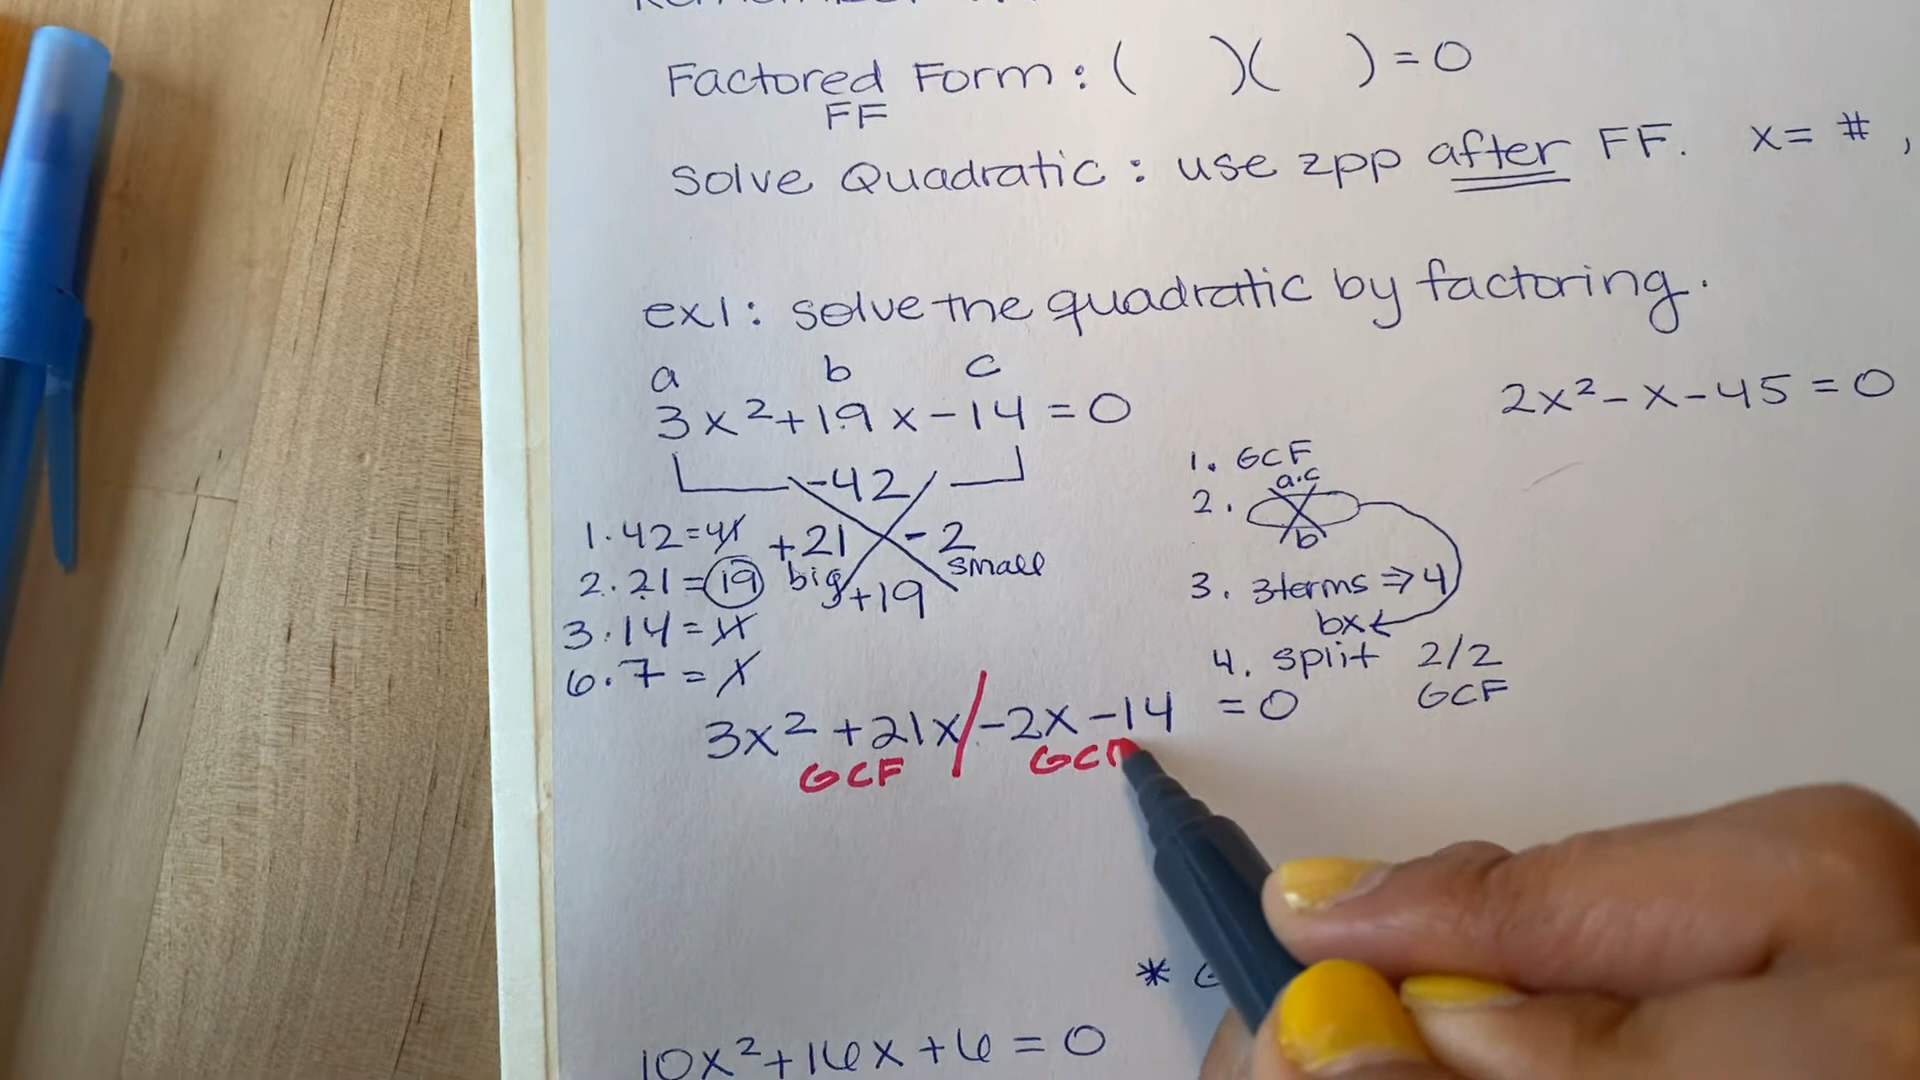 Factored Form: (   )(   ) = 0
FF
Solve Quadratic: use zpp after FF. x= #,
ex1: solve the quadratic by factoring.
a b c
3x²+19x-14=0
2x²-x-45=0
-42
1·42=41
2·21=19
3·14=11
6·7=1
+21 -2
big small
+19
1. GCF
2. a·c
b
3. 3terms ⇒ 4
bx
4. split 2/2
GCF
3x²+21x/-2x-14 =0
GCF GCF
*
10x²+16x+6=0